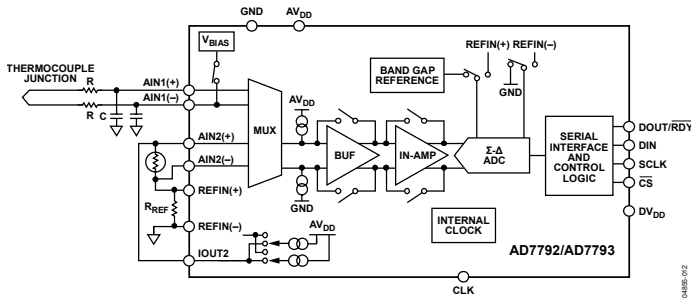 GND
AVDD
VBIAS
REFIN(+) REFIN(–)
BAND GAP
REFERENCE
GND
THERMOCOUPLE
JUNCTION
R
AIN1(+)
AIN1(–)
R
C
AVDD
MUX
AIN2(+)
AIN2(–)
BUF
IN-AMP
Σ-Δ
ADC
SERIAL
INTERFACE
AND
CONTROL
LOGIC
DOUT/RDY
DIN
SCLK
CS
DVDD
REFIN(+)
GND
RREF
REFIN(–)
AVDD
INTERNAL
CLOCK
IOUT2
AD7792/AD7793
CLK
04855-012